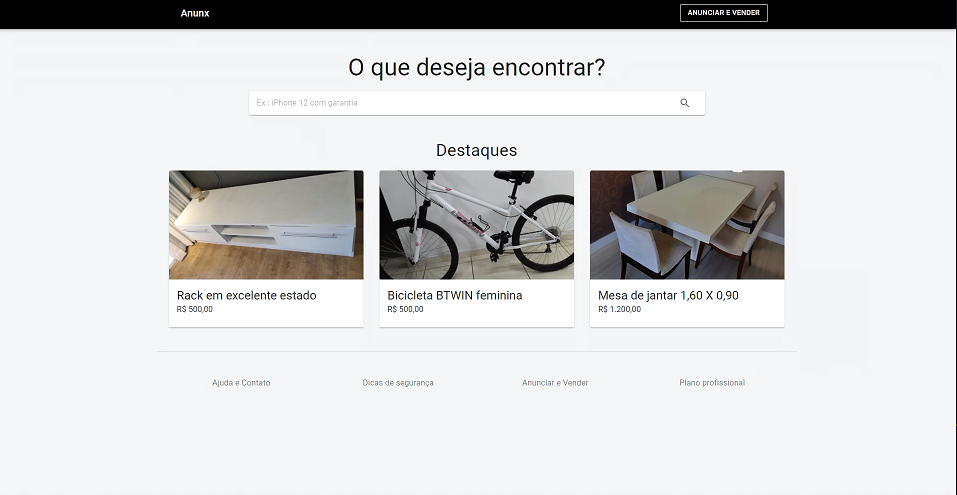 Anunx
ANUNCIAR E VENDER
O que deseja encontrar?
Ex.: iPhone 12 com garantia
Destaques
Rack em excelente estado
R$ 500,00
Bicicleta BTWIN feminina
R$ 500,00
Mesa de jantar 1,60 X 0,90
R$ 1.200,00
Ajuda e Contato
Dicas de segurança
Anunciar e Vender
Plano profissional